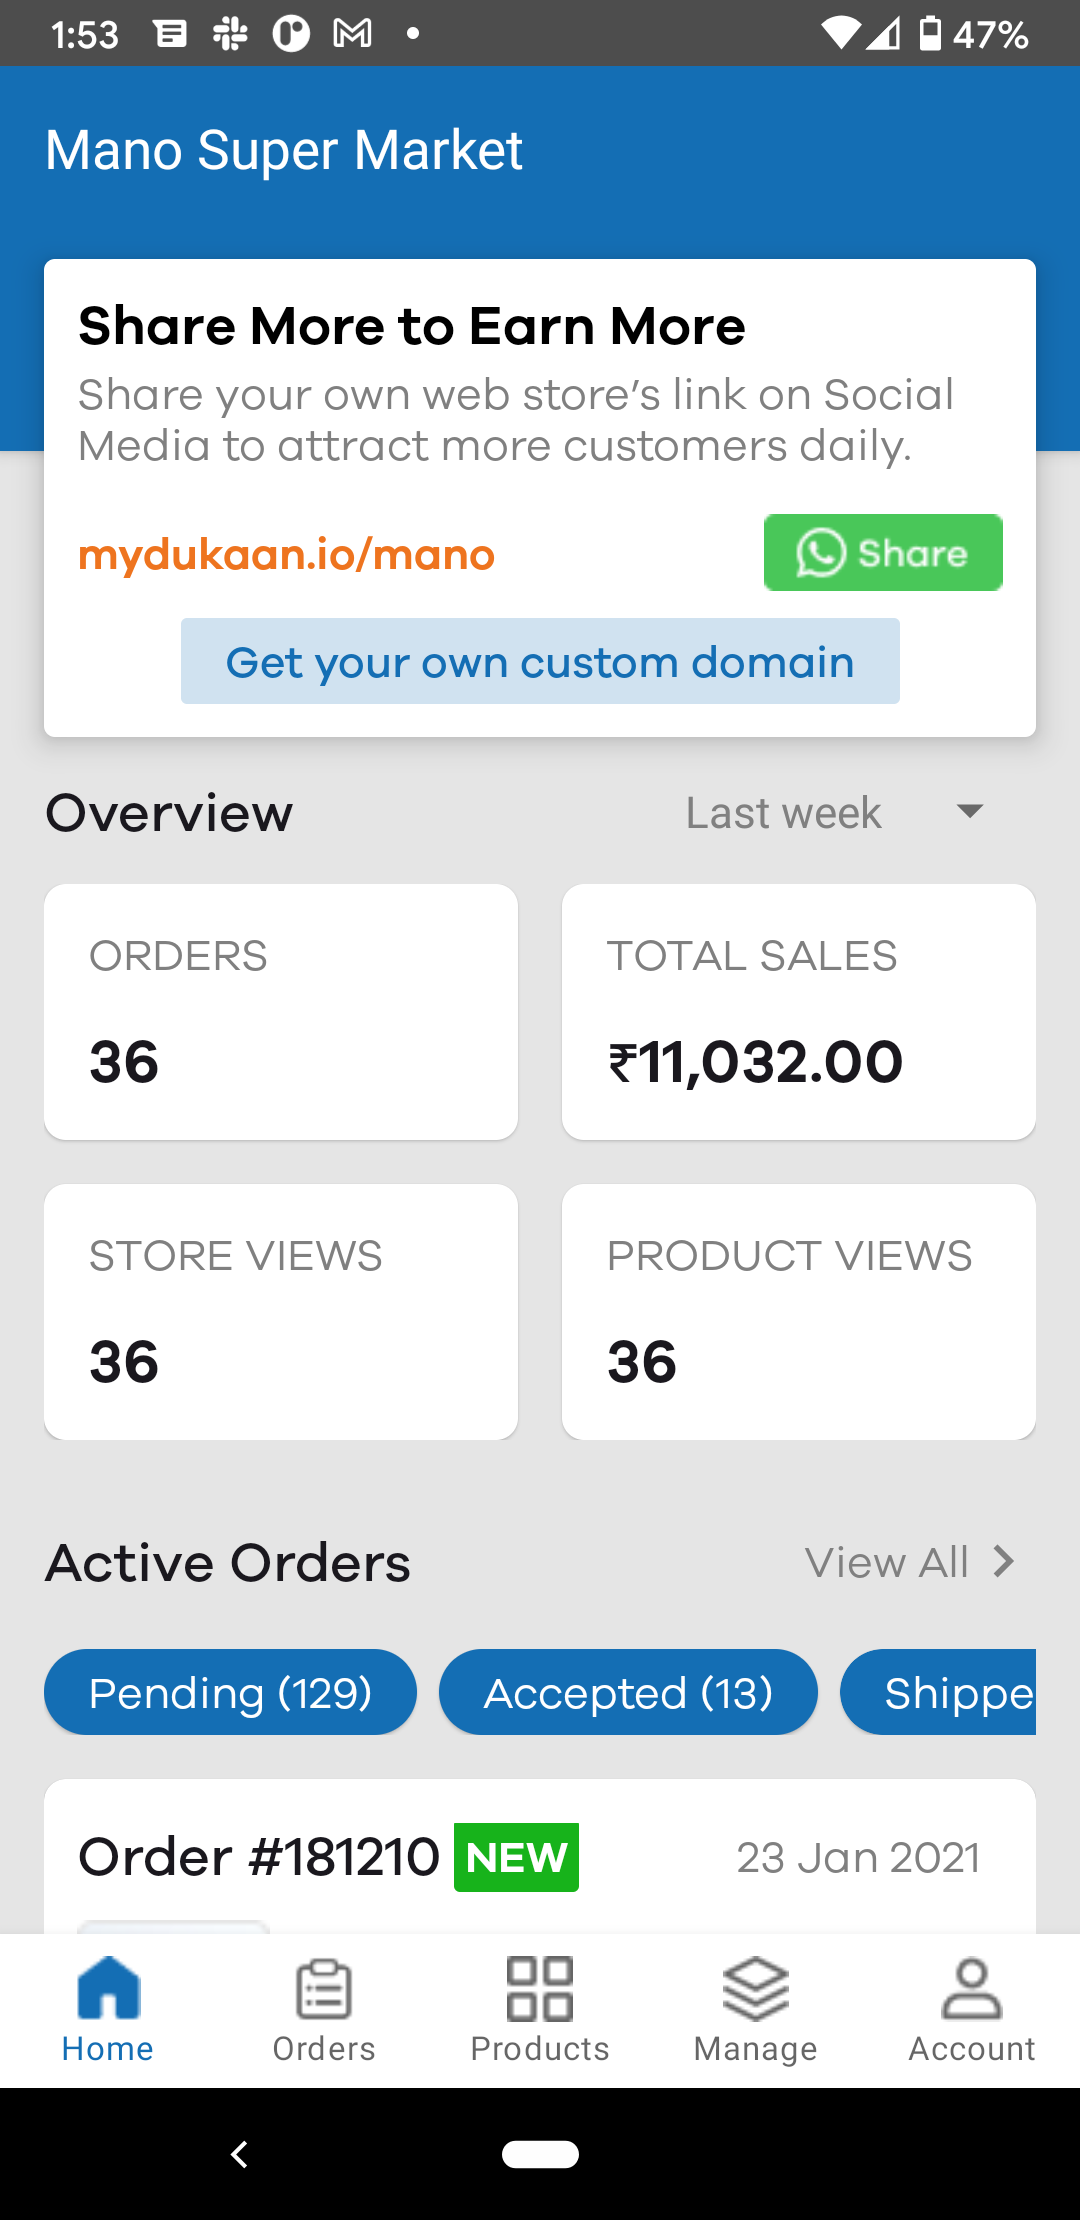 1:53
47%
Mano Super Market
Share More to Earn More
Share your own web store’s link on Social
Media to attract more customers daily.
mydukaan.io/mano
Share
Get your own custom domain
Overview
Last week
ORDERS
TOTAL SALES
36
₹11,032.00
STORE VIEWS
PRODUCT VIEWS
36
36
Active Orders
View All
Pending (129)
Accepted (13)
Shippe
Order #181210
NEW
23 Jan 2021
Home
Orders
Products
Manage
Account